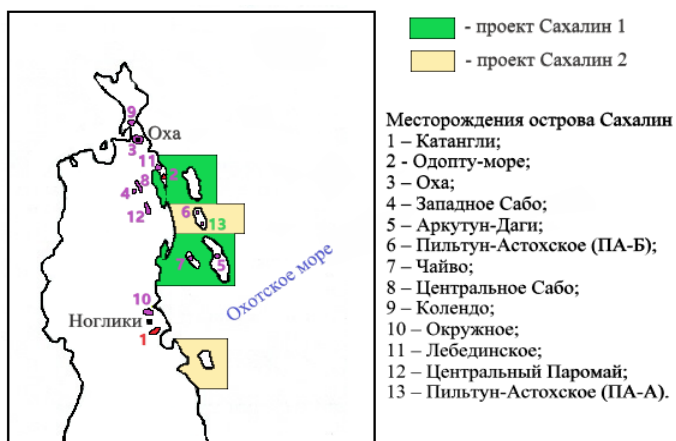 - проект Сахалин 1
- проект Сахалин 2
9
Оха
3
11
2
8
4
12
6
13
7
5
Охотское море
10
Ноглики
1
Месторождения острова Сахалин
1 – Катангли;
2 - Одопту-море;
3 – Оха;
4 – Западное Сабо;
5 – Аркутун-Даги;
6 – Пильтун-Астохское (ПА-Б);
7 – Чайво;
8 – Центральное Сабо;
9 – Колендо;
10 – Окружное;
11 – Лебединское;
12 – Центральный Паромай;
13 – Пильтун-Астохское (ПА-А).